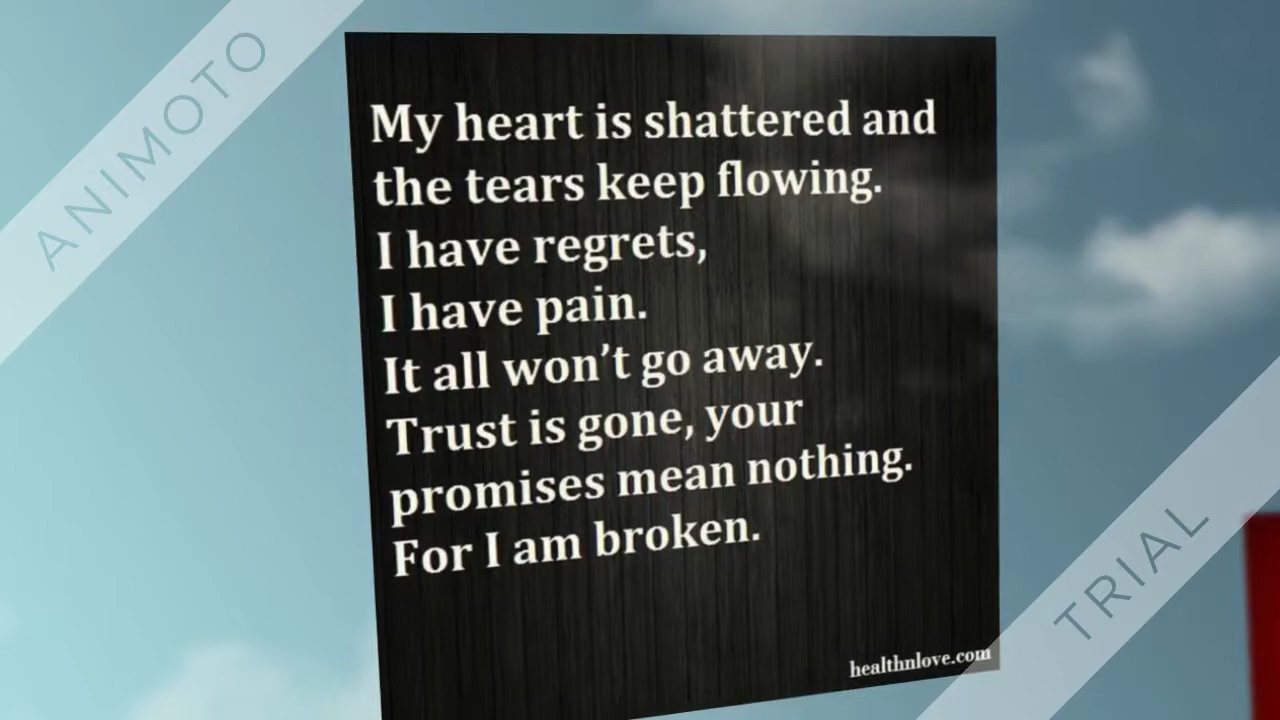 ANIMOTO
My heart is shattered and
the tears keep flowing.
I have regrets,
I have pain.
It all won’t go away.
Trust is gone, your
promises mean nothing.
For I am broken.
healthnlove.com
TRIAL